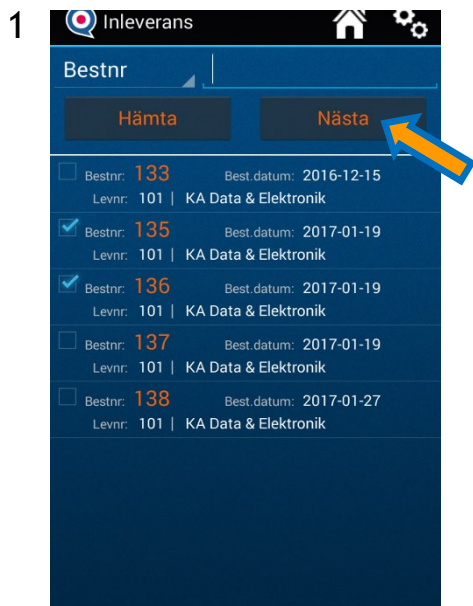 1
Inleverans
Bestnr
Hämta Nästa
Bestnr: 133 Best.datum: 2016-12-15
Levnr: 101 | KA Data & Elektronik
Bestnr: 135 Best.datum: 2017-01-19
Levnr: 101 | KA Data & Elektronik
Bestnr: 136 Best.datum: 2017-01-19
Levnr: 101 | KA Data & Elektronik
Bestnr: 137 Best.datum: 2017-01-19
Levnr: 101 | KA Data & Elektronik
Bestnr: 138 Best.datum: 2017-01-27
Levnr: 101 | KA Data & Elektronik